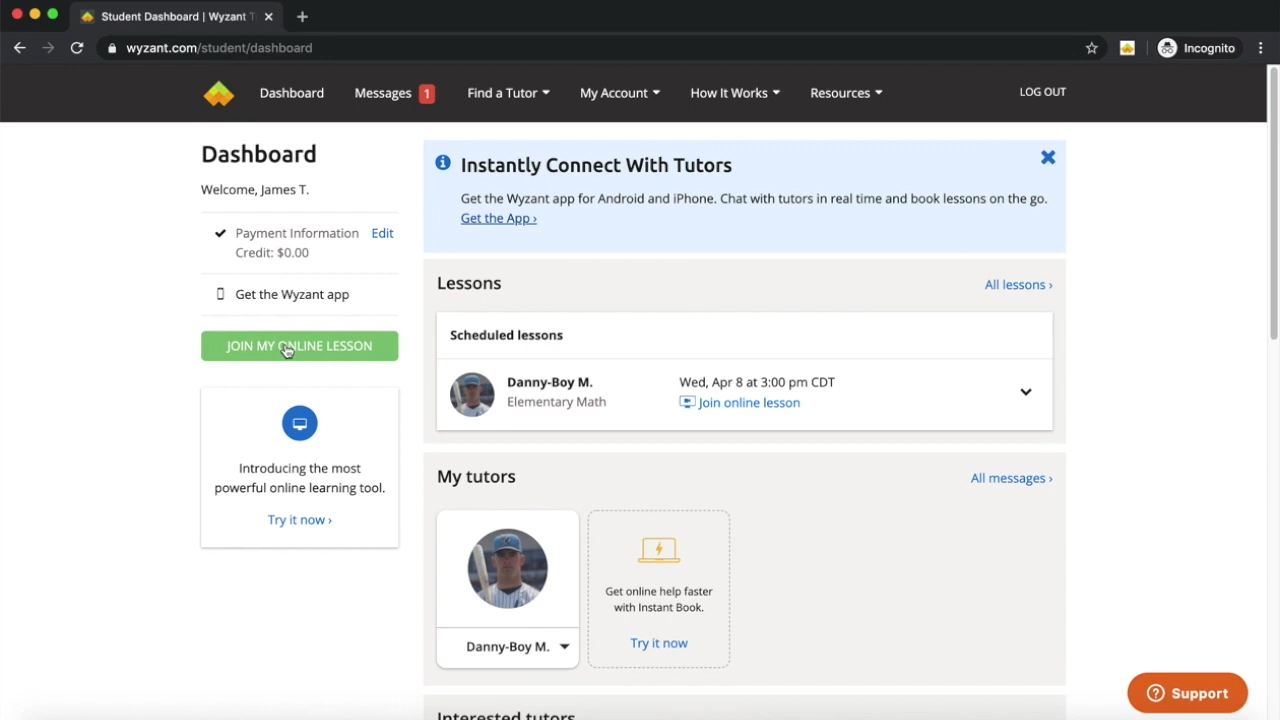 Student Dashboard | Wyzant
wyzant.com/student/dashboard
Incognito
Dashboard
Messages 1
Find a Tutor
My Account
How It Works
Resources
LOG OUT
Dashboard
Welcome, James T.
Payment Information Edit
Credit: $0.00
Get the Wyzant app
JOIN MY ONLINE LESSON
Introducing the most
powerful online learning tool.
Try it now ›
Instantly Connect With Tutors
Get the Wyzant app for Android and iPhone. Chat with tutors in real time and book lessons on the go.
Get the App ›
Lessons
All lessons ›
Scheduled lessons
Danny-Boy M.
Elementary Math
Wed, Apr 8 at 3:00 pm CDT
Join online lesson
My tutors
All messages ›
Danny-Boy M.
Get online help faster
with Instant Book.
Try it now
Interested tutors
Support